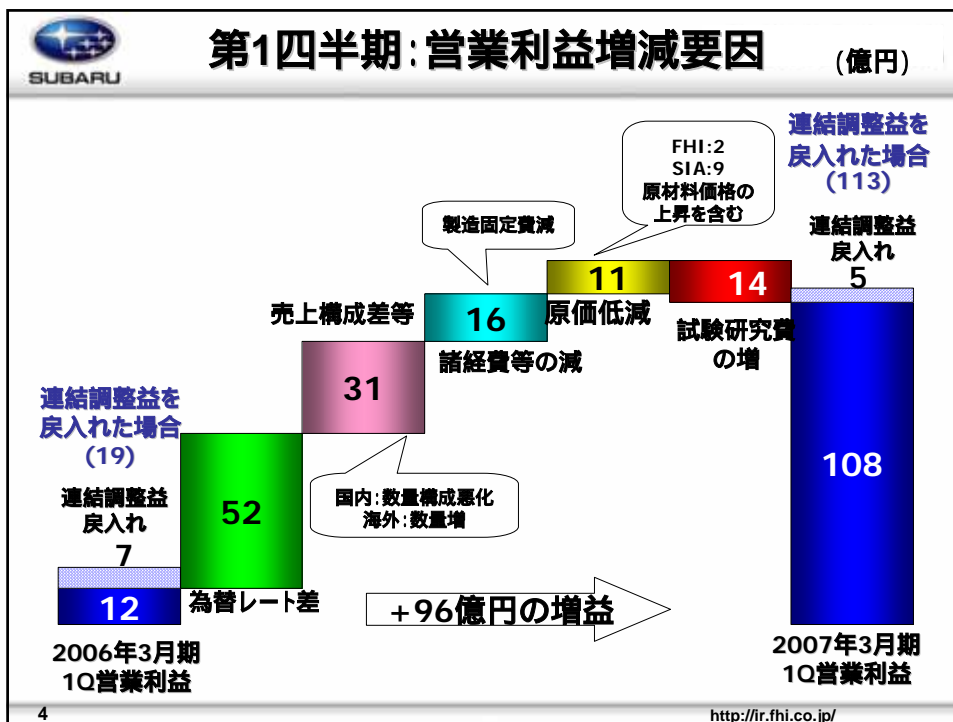 SUBARU
第1四半期:営業利益増減要因
(億円)
連結調整益を
戻入れた場合
(113)
連結調整益
戻入れ
5
FHI:2
SIA:9
原材料価格の
上昇を含む
製造固定費減
11
原価低減
14
試験研究費
の増
売上構成差等
16
諸経費等の減
31
連結調整益を
戻入れた場合
(19)
連結調整益
戻入れ
7
52
国内:数量構成悪化
海外:数量増
108
12
為替レート差
+96億円の増益
2006年3月期
1Q営業利益
2007年3月期
1Q営業利益
4
http://ir.fhi.co.jp/